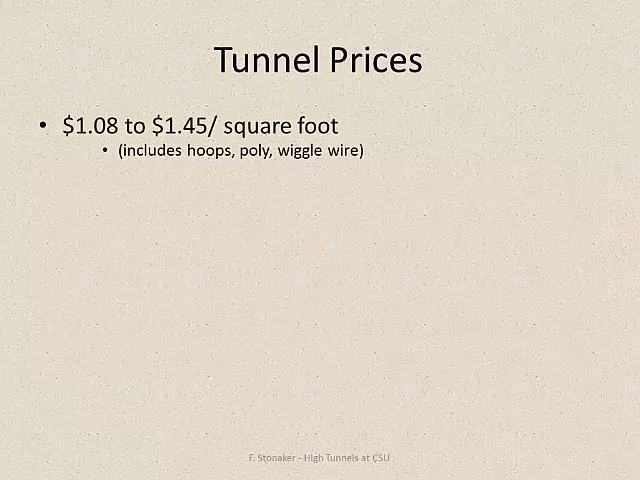 Tunnel Prices
• $1.08 to $1.45/ square foot
• (includes hoops, poly, wiggle wire)
F. Stonaker - High Tunnels at CSU